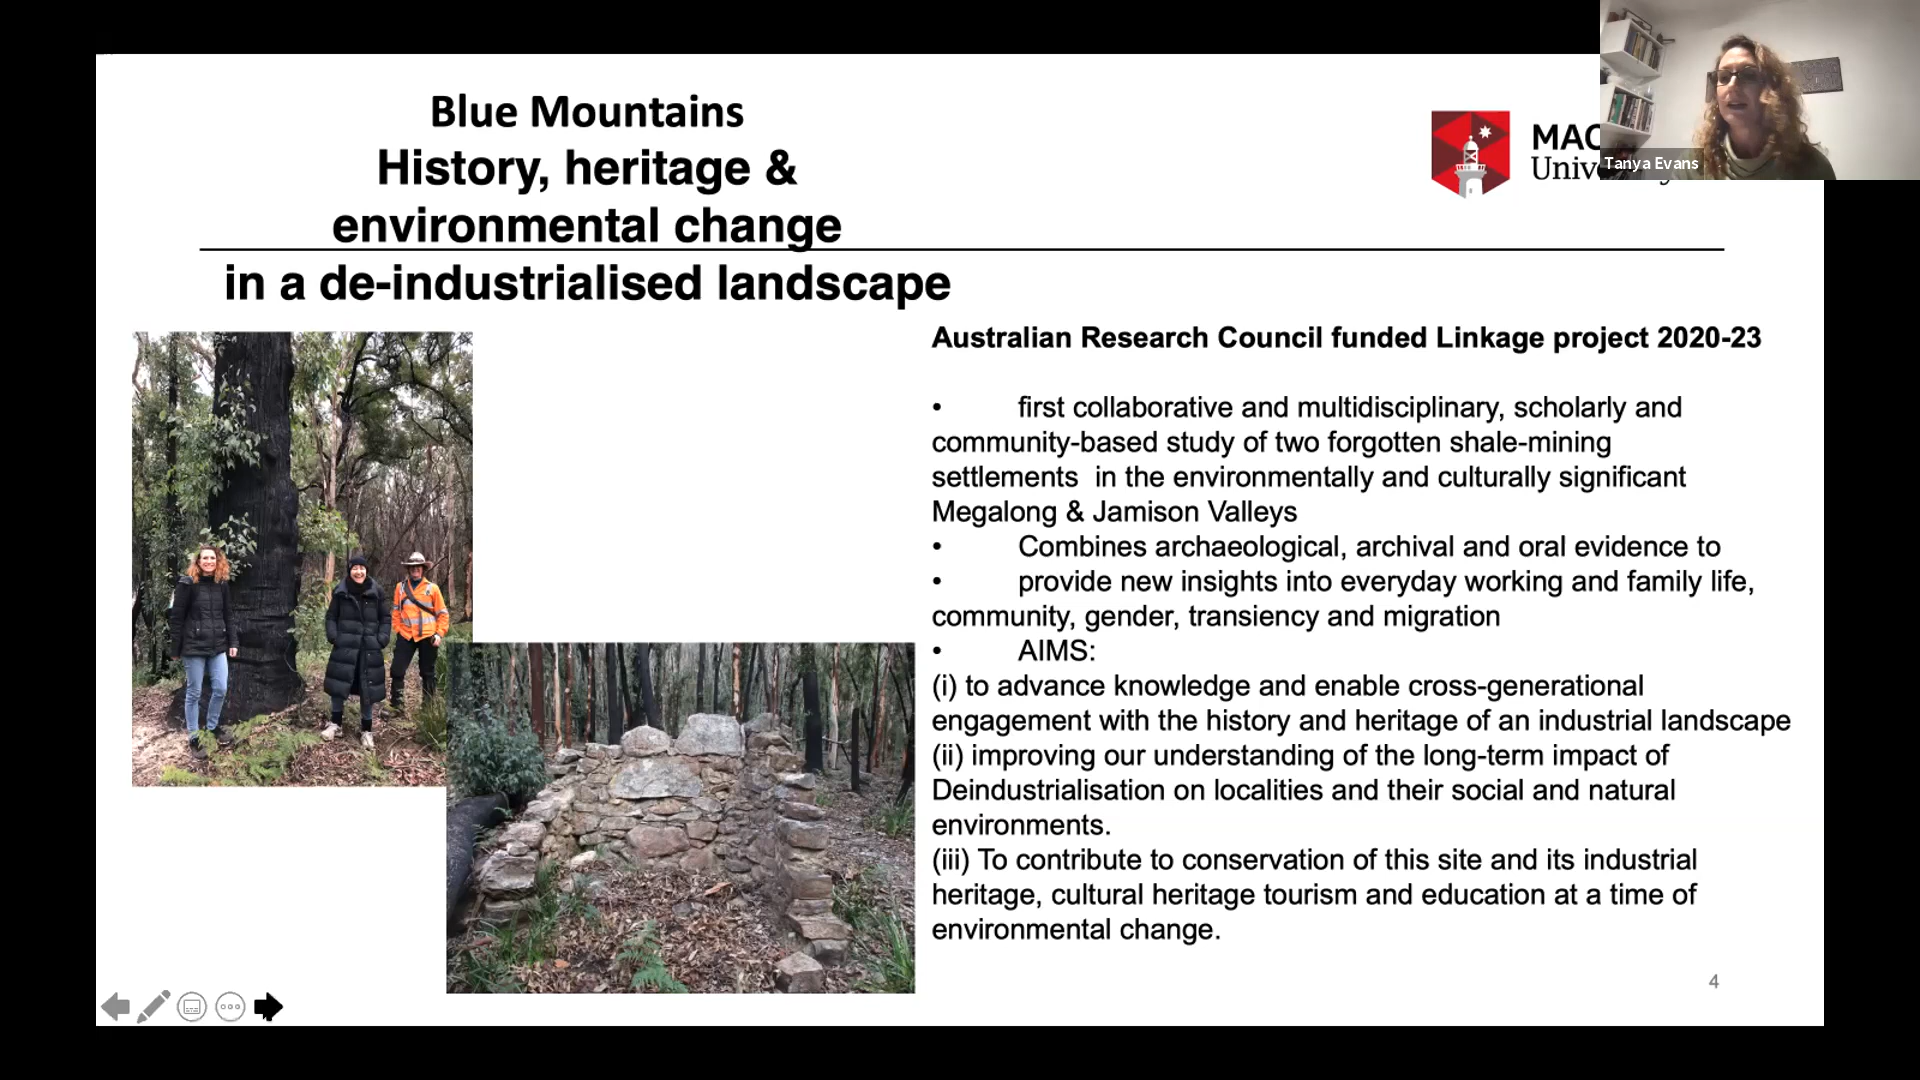 Blue Mountains
History, heritage &
environmental change
in a de-industrialised landscape
MAC
Univ
Tanya Evans
Australian Research Council funded Linkage project 2020-23
• first collaborative and multidisciplinary, scholarly and
community-based study of two forgotten shale-mining
settlements in the environmentally and culturally significant
Megalong & Jamison Valleys
• Combines archaeological, archival and oral evidence to
• provide new insights into everyday working and family life,
community, gender, transiency and migration
• AIMS:
(i) to advance knowledge and enable cross-generational
engagement with the history and heritage of an industrial landscape
(ii) improving our understanding of the long-term impact of
Deindustrialisation on localities and their social and natural
environments.
(iii) To contribute to conservation of this site and its industrial
heritage, cultural heritage tourism and education at a time of
environmental change.
4